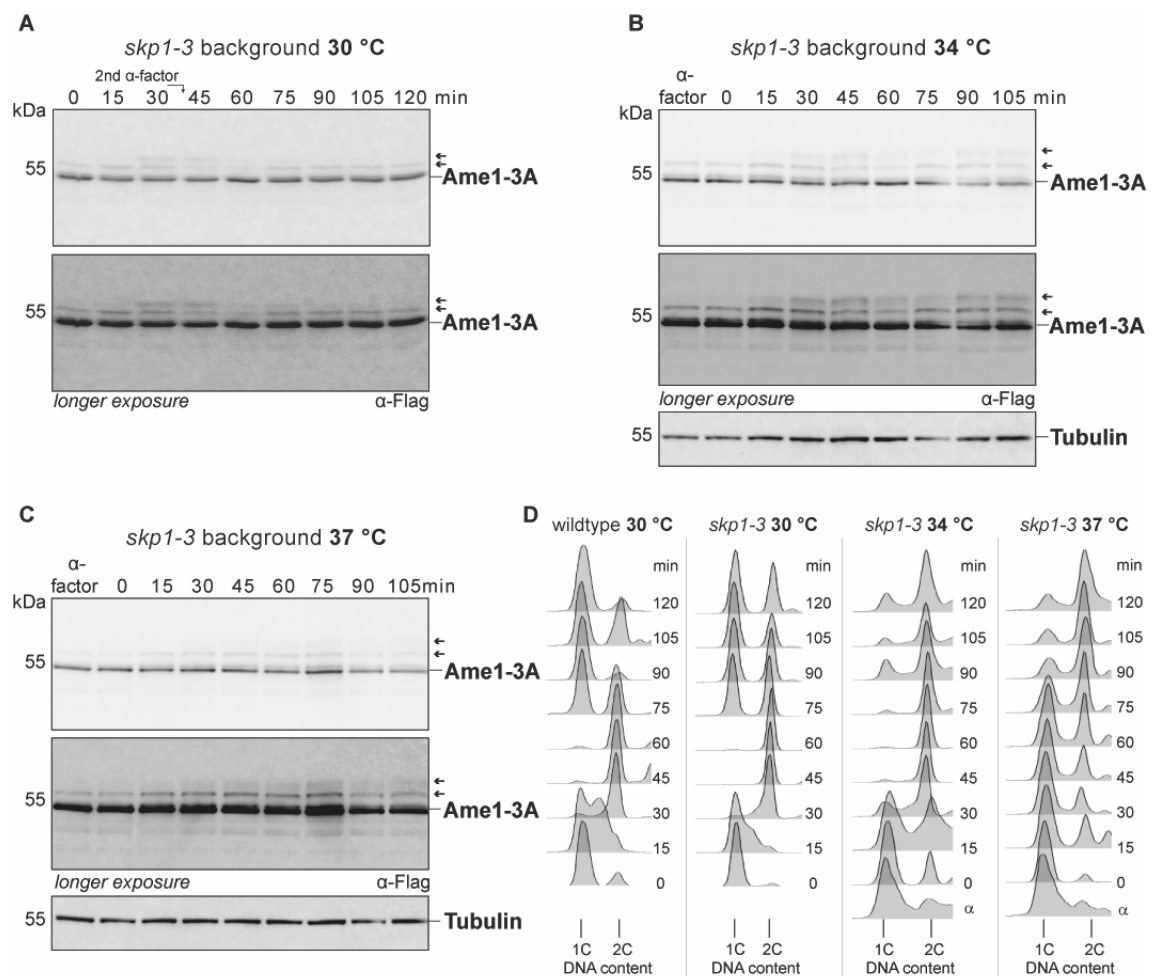 A
skp1-3 background 30 °C
2nd α-factor
kDa 0 15 30 45 60 75 90 105 120 min
55
Ame1-3A
55
Ame1-3A
longer exposure α-Flag
B
skp1-3 background 34 °C
α-
factor 0 15 30 45 60 75 90 105 min
kDa
55
Ame1-3A
55
Ame1-3A
longer exposure α-Flag
55 Tubulin
C
skp1-3 background 37 °C
α-
factor 0 15 30 45 60 75 90 105min
kDa
55
Ame1-3A
55
Ame1-3A
longer exposure α-Flag
55 Tubulin
D
wildtype 30 °C skp1-3 30 °C skp1-3 34 °C skp1-3 37 °C
min min min min
120 120 120 120
105 105 105 105
90 90 90 90
75 75 75 75
60 60 60 60
45 45 45 45
30 30 30 30
15 15 15 15
0 0 0 0
α α
1C 2C 1C 2C 1C 2C 1C 2C
DNA content DNA content DNA content DNA content